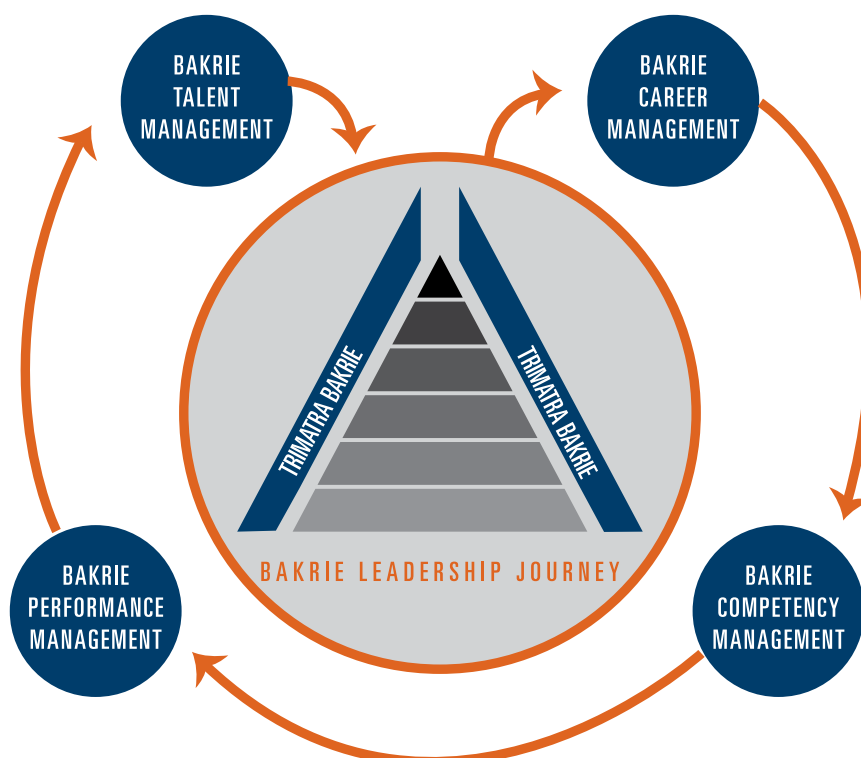 BAKRIE
TALENT
MANAGEMENT
BAKRIE
CAREER
MANAGEMENT
TRIMATRA BAKRIE
TRIMATRA BAKRIE
BAKRIE LEADERSHIP JOURNEY
BAKRIE
PERFORMANCE
MANAGEMENT
BAKRIE
COMPETENCY
MANAGEMENT